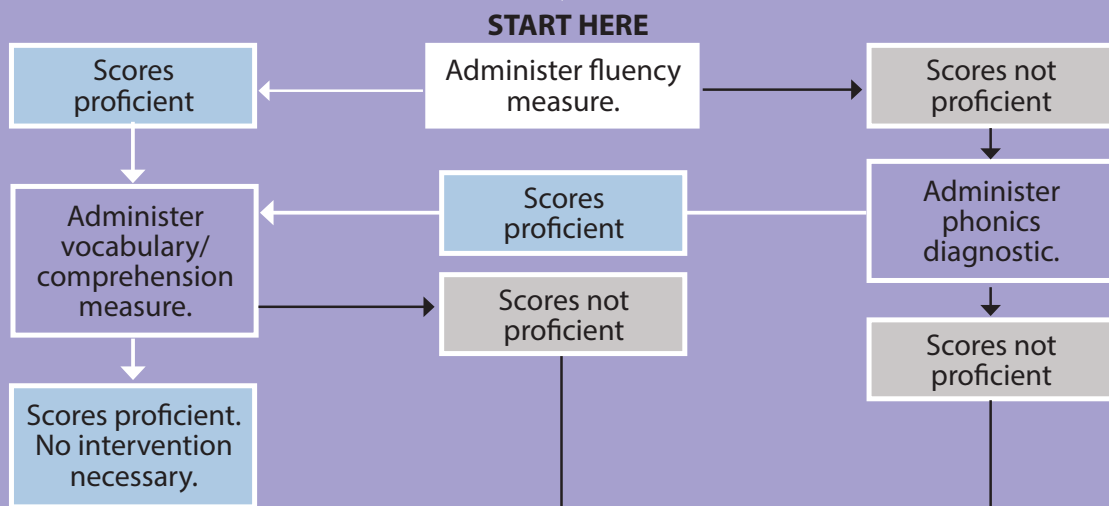 START HERE
Scores
proficient
Administer fluency
measure.
Scores not
proficient
Administer
vocabulary/
comprehension
measure.
Scores
proficient
Administer
phonics
diagnostic.
Scores not
proficient
Scores not
proficient
Scores proficient.
No intervention
necessary.